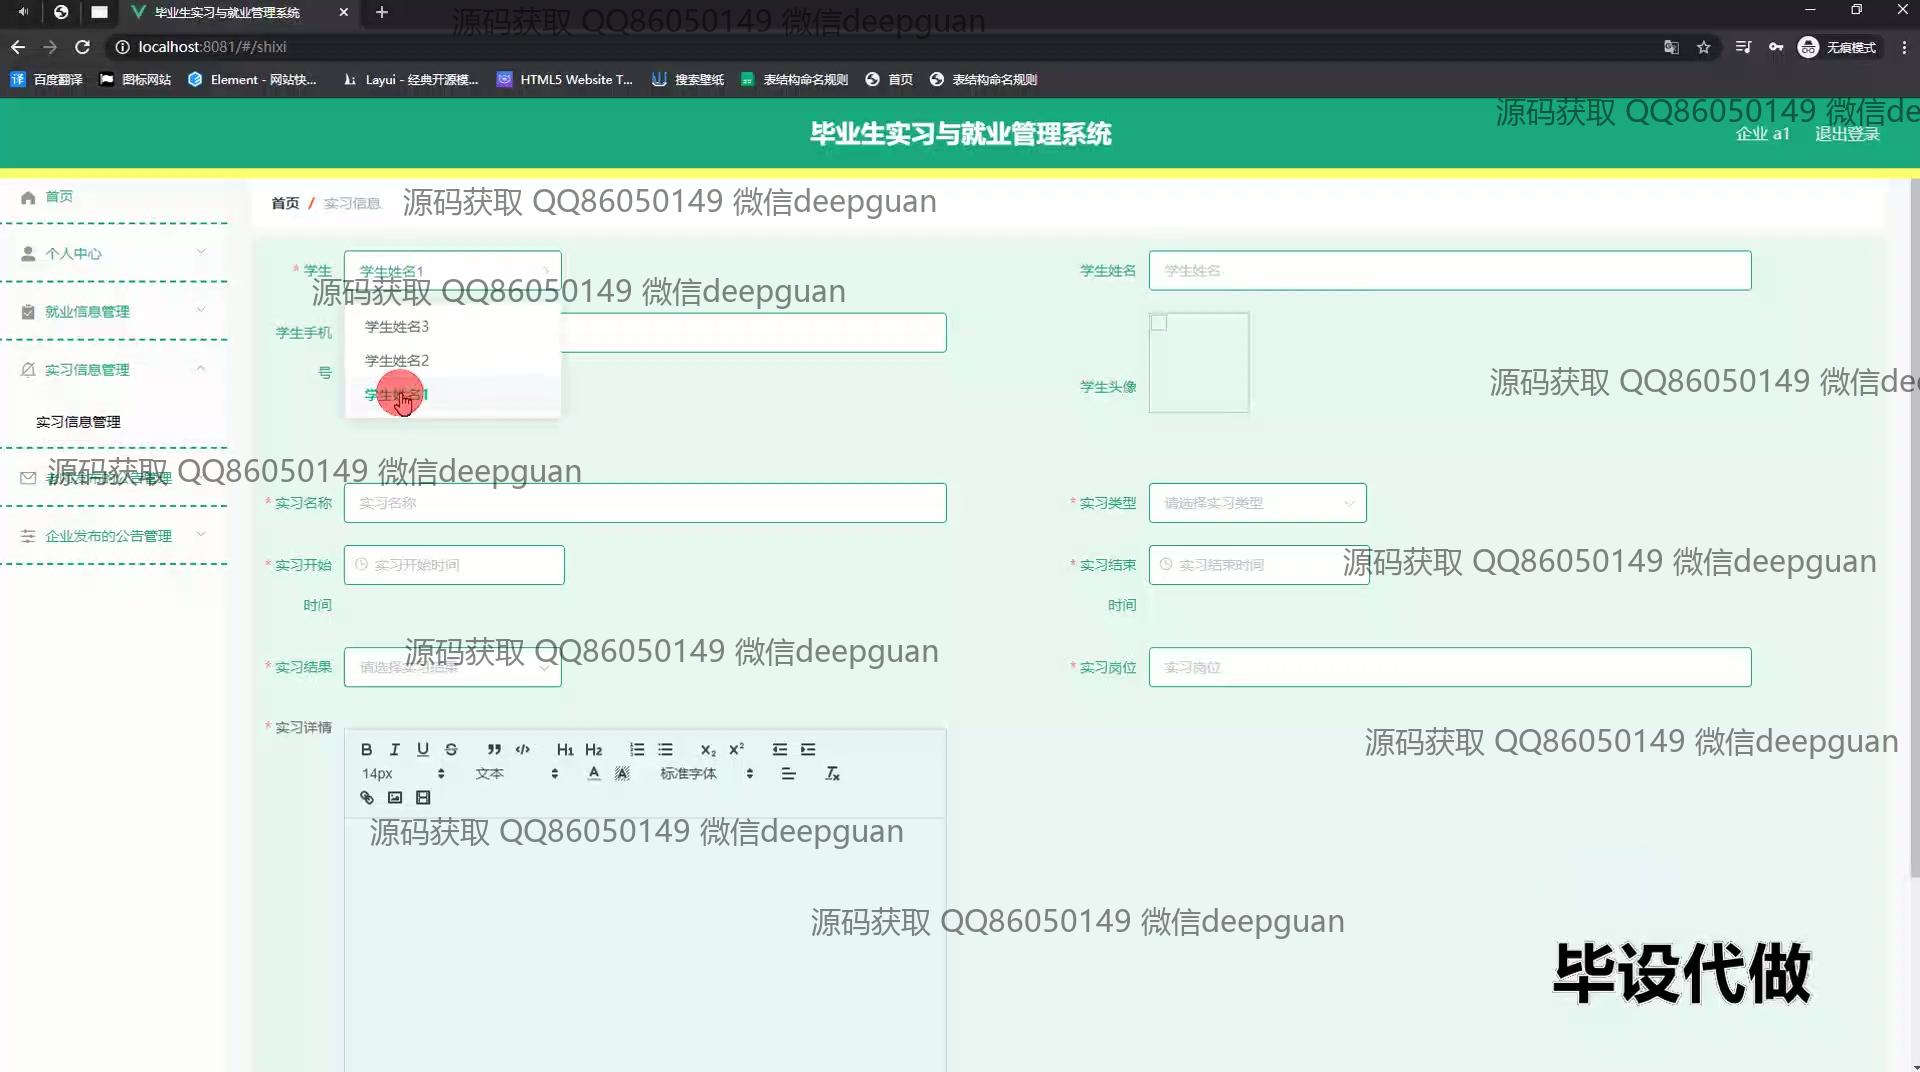 毕业生实习与就业管理系统
源码获取 QQ86050149 微信deepguan
localhost:8081/#/shixi
无痕模式
百度翻译 图标网站 Element - 网站快... Layui - 经典开源模... HTML5 Website T... 搜索壁纸 表结构命名规则 首页 表结构命名规则
源码获取 QQ86050149 微信de
毕业生实习与就业管理系统
企业 a1 退出登录
首页
首页 / 实习信息
源码获取 QQ86050149 微信deepguan
个人中心
* 学生 学生姓名1
学生姓名 学生姓名
源码获取 QQ86050149 微信deepguan
就业信息管理
学生手机号
学生姓名3
学生姓名2
学生姓名1
学生头像
源码获取 QQ86050149 微信de
实习信息管理
实习信息管理
源码获取 QQ86050149 微信deepguan
* 实习名称 实习名称
* 实习类型 请选择实习类型
企业发布的公告管理
* 实习开始时间 实习开始时间
* 实习结束时间 实习结束时间
源码获取 QQ86050149 微信deepguan
源码获取 QQ86050149 微信deepguan
* 实习结果 请选择实习结果
* 实习岗位 实习岗位
* 实习详情
B I U S H1 H2 X2 X2
14px 文本 A A 标准字体 Tx
源码获取 QQ86050149 微信deepguan
源码获取 QQ86050149 微信deepguan
源码获取 QQ86050149 微信deepguan
毕设代做